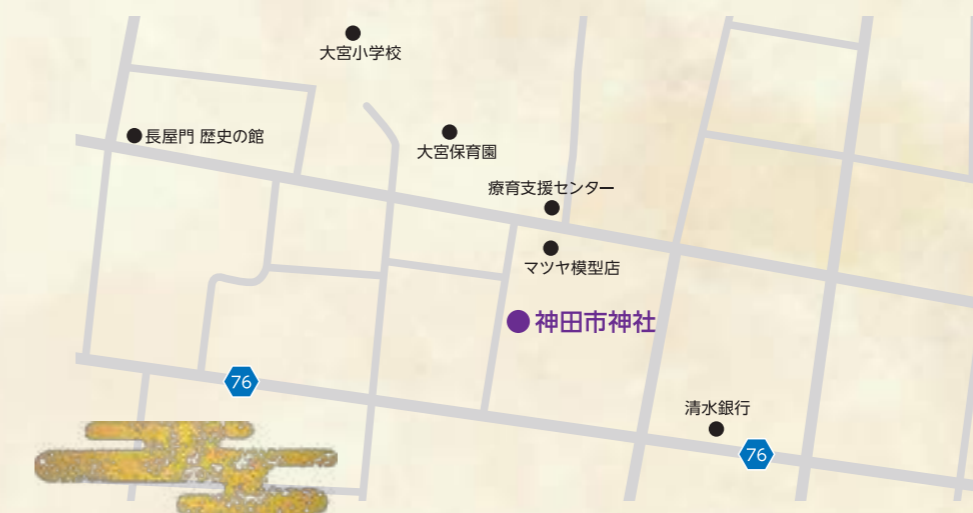 大宮小学校
長屋門 歴史の館
大宮保育園
療育支援センター
マツヤ模型店
神田市神社
76
清水銀行
76